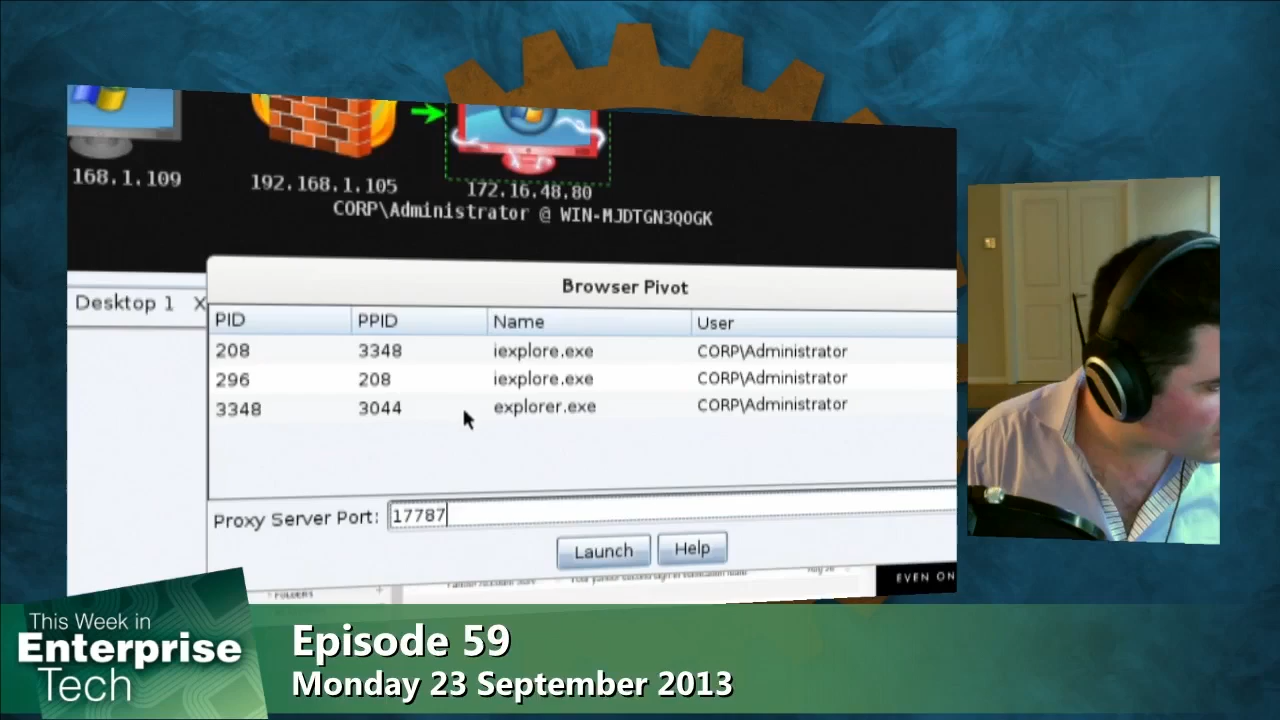 168.1.109
192.168.1.105
172.16.48.80
CORP\Administrator @ WIN-MJDTGN3QOGK
Desktop 1 X
Browser Pivot
PID PPID Name User
208 3348 iexplore.exe CORP\Administrator
296 208 iexplore.exe CORP\Administrator
3348 3044 explorer.exe CORP\Administrator
Proxy Server Port: 17787
Launch Help
EVEN ON
This Week in
Enterprise
Tech
Episode 59
Monday 23 September 2013